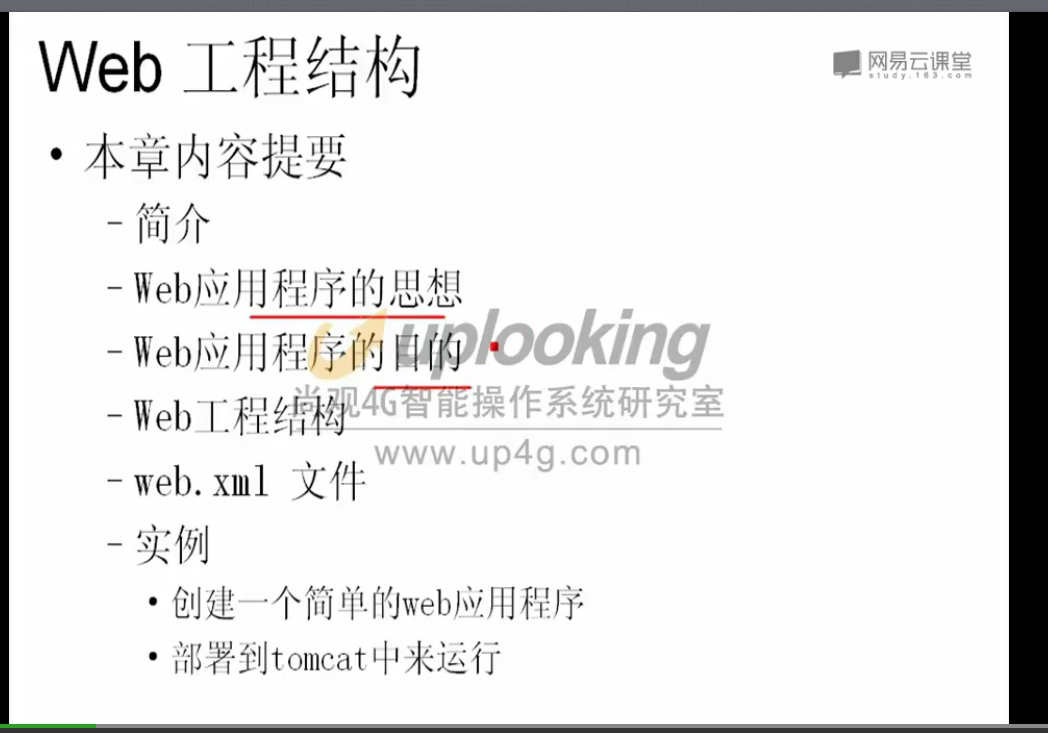 Web 工程结构
网易云课堂
study.163.com
• 本章内容提要
– 简介
– Web应用程序的思想
– Web应用程序的目的
uplooking
– Web工程结构
尚观4G智能操作系统研究室
www.up4g.com
– web.xml 文件
– 实例
• 创建一个简单的web应用程序
• 部署到tomcat中来运行